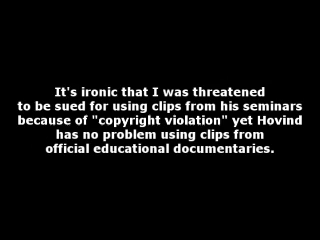 It's ironic that I was threatened
to be sued for using clips from his seminars
because of "copyright violation" yet Hovind
has no problem using clips from
official educational documentaries.